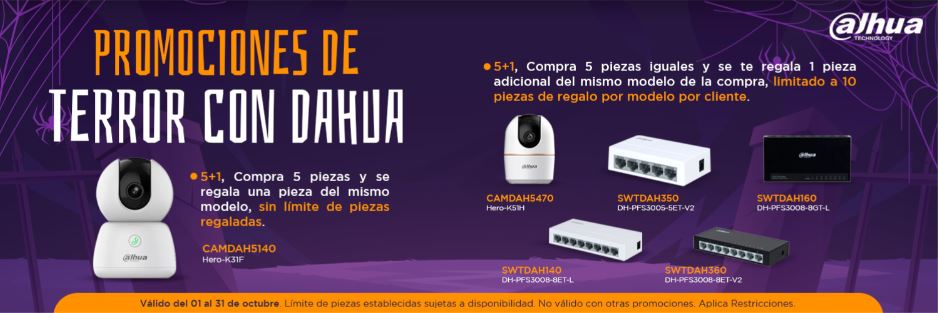 PROMOCIONES DE
TERROR CON DAHUA
5+1, Compra 5 piezas y se
regala una pieza del mismo
modelo, sin límite de piezas
regaladas.
CAMDAH5140
Hero-K31F
alhua
alhua
TECHNOLOGY
5+1, Compra 5 piezas iguales y se te regala 1 pieza
adicional del mismo modelo de la compra, limitado a 10
piezas de regalo por modelo por cliente.
alhua
alhua
CAMDAH5470
Hero-K51H
SWTDAH350
DH-PFS3005-5ET-V2
SWTDAH160
DH-PFS3008-8GT-L
SWTDAH140
DH-PFS3008-8ET-L
SWTDAH360
DH-PFS3008-8ET-V2
Válido del 01 al 31 de octubre. Límite de piezas establecidas sujetas a disponibilidad. No válido con otras promociones. Aplica Restricciones.